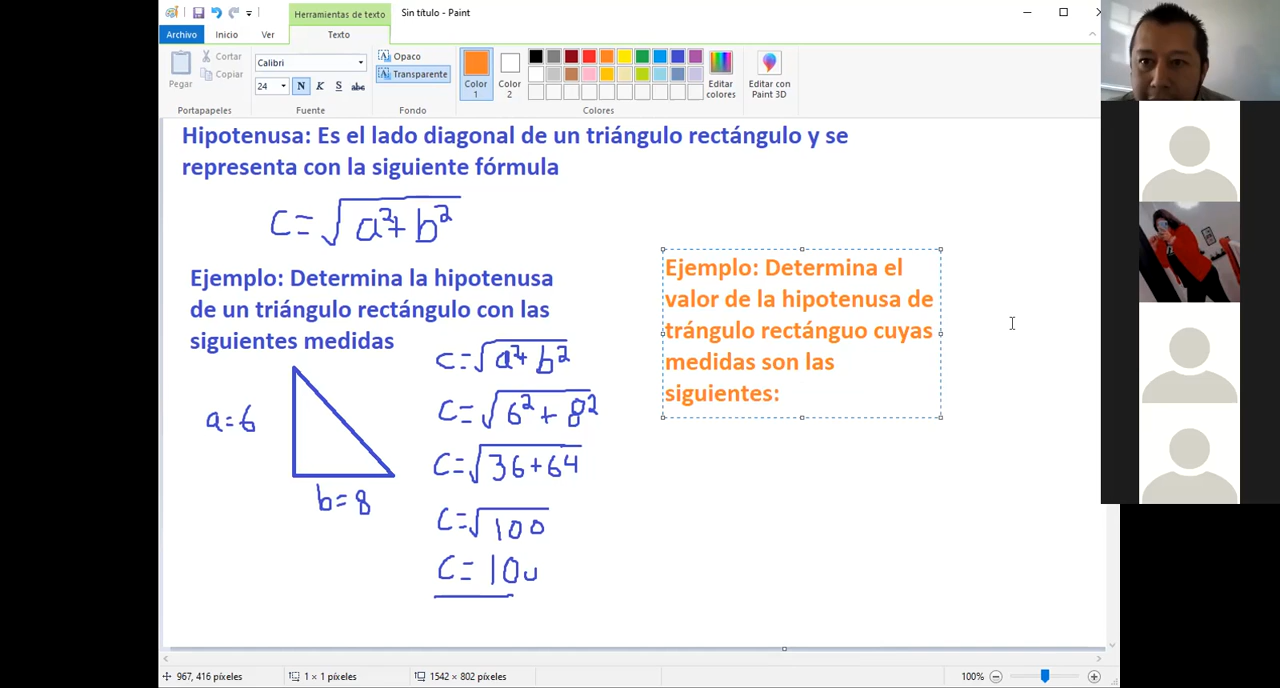 Herramientas de texto
Sin título - Paint
Archivo
Inicio
Ver
Texto
Pegar
Cortar
Copiar
Portapapeles
Calibri
24
N K S abc
Fuente
Opaco
Transparente
Fondo
Color 1
Color 2
Colores
Editar colores
Editar con Paint 3D
Hipotenusa: Es el lado diagonal de un triángulo rectángulo y se
representa con la siguiente fórmula
c=√a²+b²
Ejemplo: Determina la hipotenusa
de un triángulo rectángulo con las
siguientes medidas
a=6
b=8
c=√a²+b²
c=√6²+8²
c=√36+64
c=√100
c=10u
Ejemplo: Determina el
valor de la hipotenusa de
trángulo rectánguo cuyas
medidas son las
siguientes:
967, 416 píxeles
1 × 1 píxeles
1542 × 802 píxeles
100%